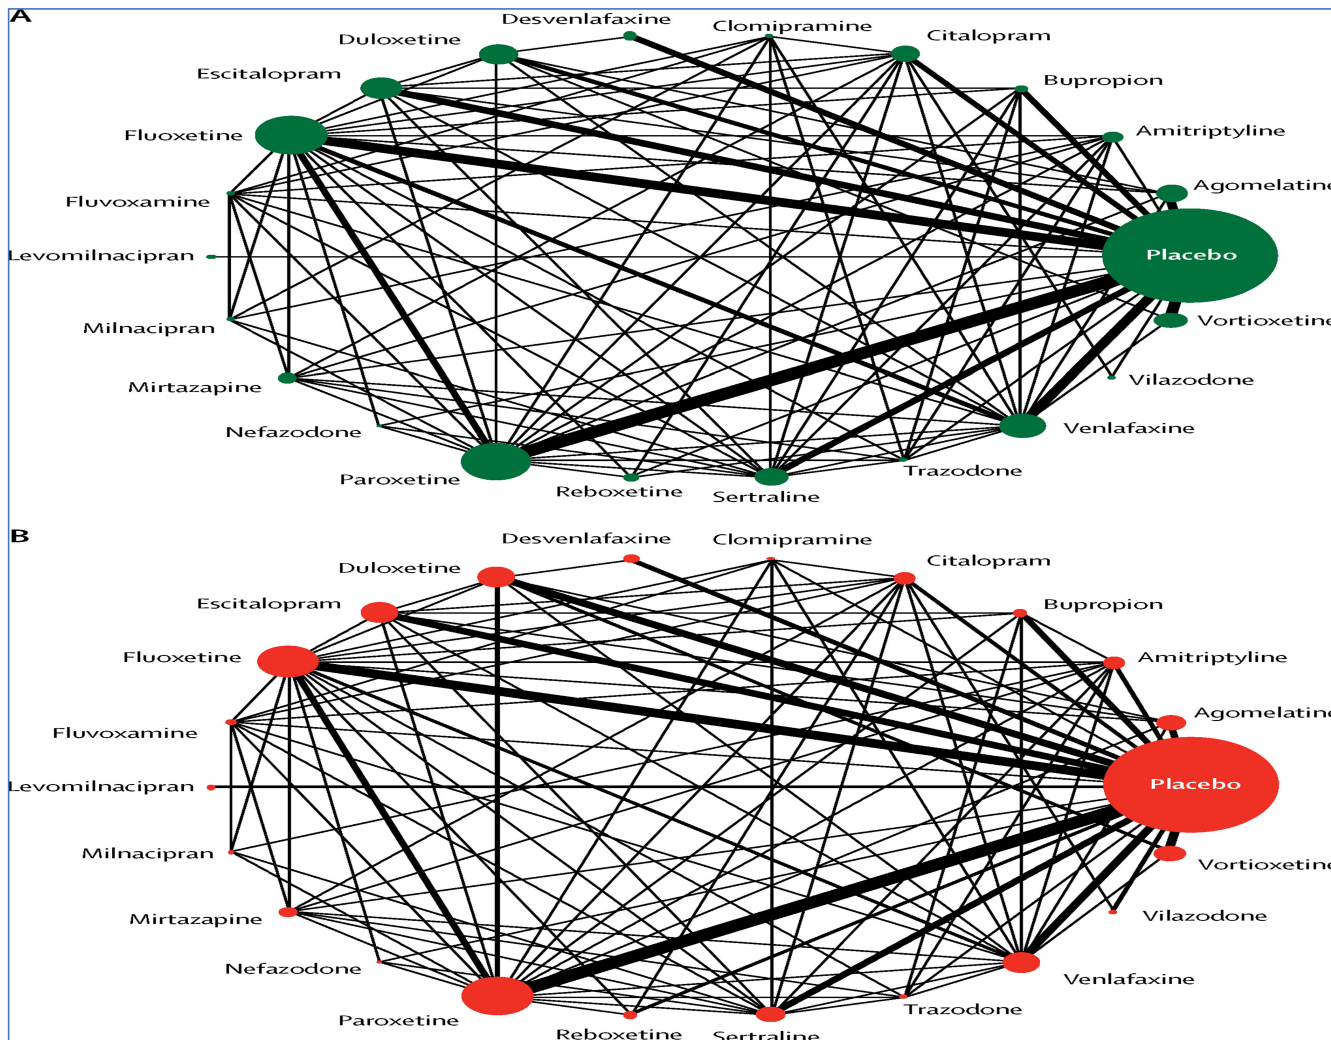 A
Desvenlafaxine
Clomipramine
Duloxetine
Citalopram
Escitalopram
Bupropion
Fluoxetine
Amitriptyline
Agomelatine
Fluvoxamine
Levomilnacipran
Placebo
Milnacipran
Vortioxetine
Mirtazapine
Vilazodone
Nefazodone
Venlafaxine
Paroxetine
Trazodone
Reboxetine
Sertraline
B
Desvenlafaxine
Clomipramine
Duloxetine
Citalopram
Escitalopram
Bupropion
Fluoxetine
Amitriptyline
Agomelatine
Fluvoxamine
Levomilnacipran
Placebo
Milnacipran
Vortioxetine
Mirtazapine
Vilazodone
Nefazodone
Venlafaxine
Paroxetine
Trazodone
Reboxetine
Sertraline